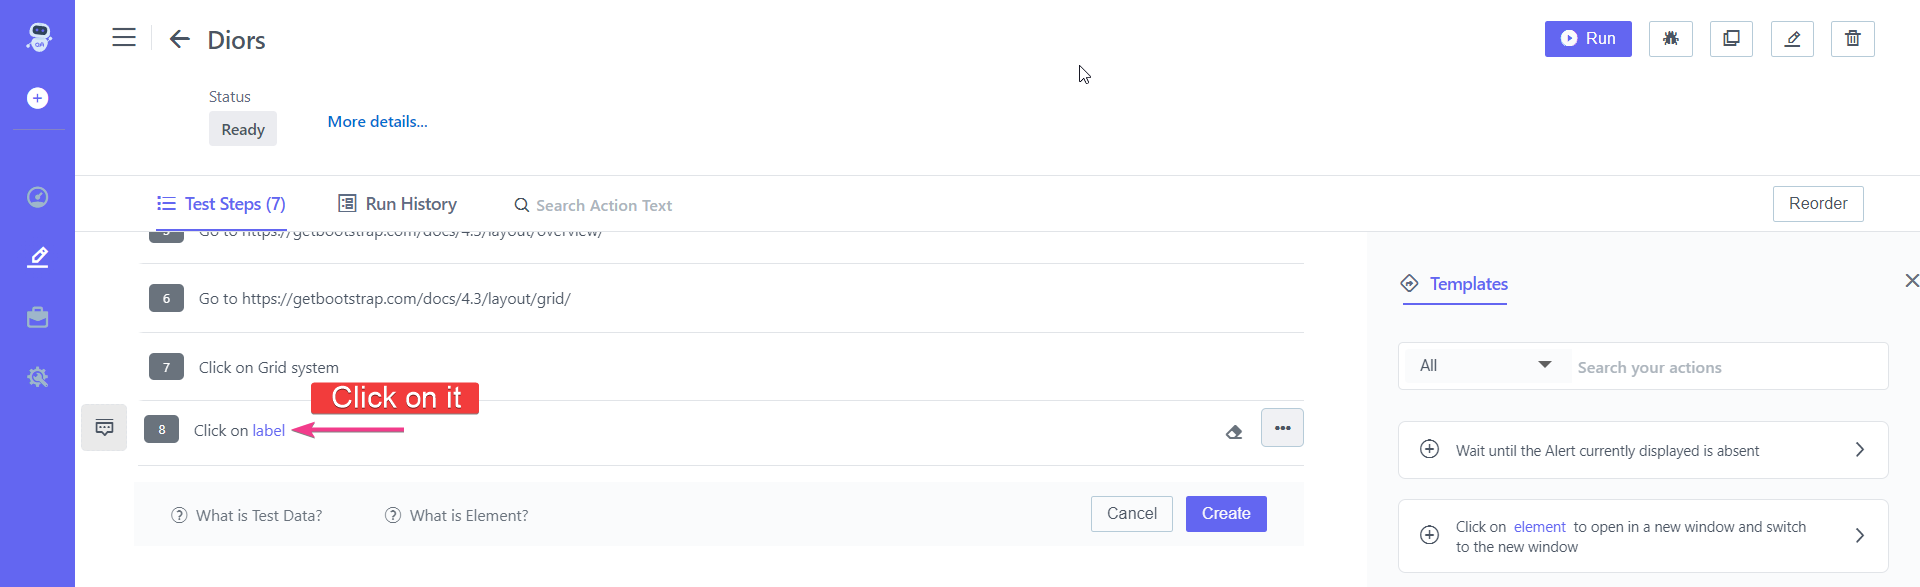 Diors
Run
Status
Ready
More details...
Test Steps (7)
Run History
Search Action Text
Reorder
Go to https://getbootstrap.com/docs/4.3/layout/overview/
6 Go to https://getbootstrap.com/docs/4.3/layout/grid/
7 Click on Grid system
Click on it
8 Click on label
What is Test Data?
What is Element?
Cancel
Create
Templates
All
Search your actions
Wait until the Alert currently displayed is absent
Click on element to open in a new window and switch
to the new window